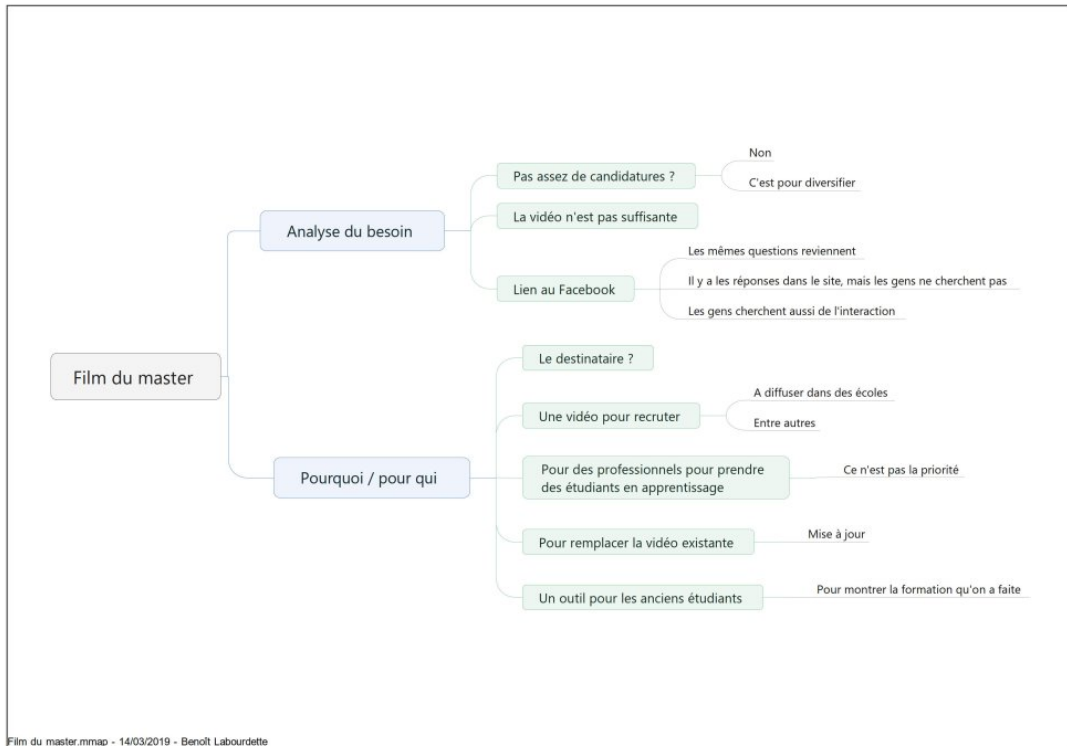 Film du master
Analyse du besoin
Pas assez de candidatures ?
Non
C'est pour diversifier
La vidéo n'est pas suffisante
Lien au Facebook
Les mêmes questions reviennent
Il y a les réponses dans le site, mais les gens ne cherchent pas
Les gens cherchent aussi de l'interaction
Pourquoi / pour qui
Le destinataire ?
Une vidéo pour recruter
A diffuser dans des écoles
Entre autres
Pour des professionnels pour prendre
des étudiants en apprentissage
Ce n'est pas la priorité
Pour remplacer la vidéo existante
Mise à jour
Un outil pour les anciens étudiants
Pour montrer la formation qu'on a faite
Film du master.mmap - 14/03/2019 - Benoît Labourdette